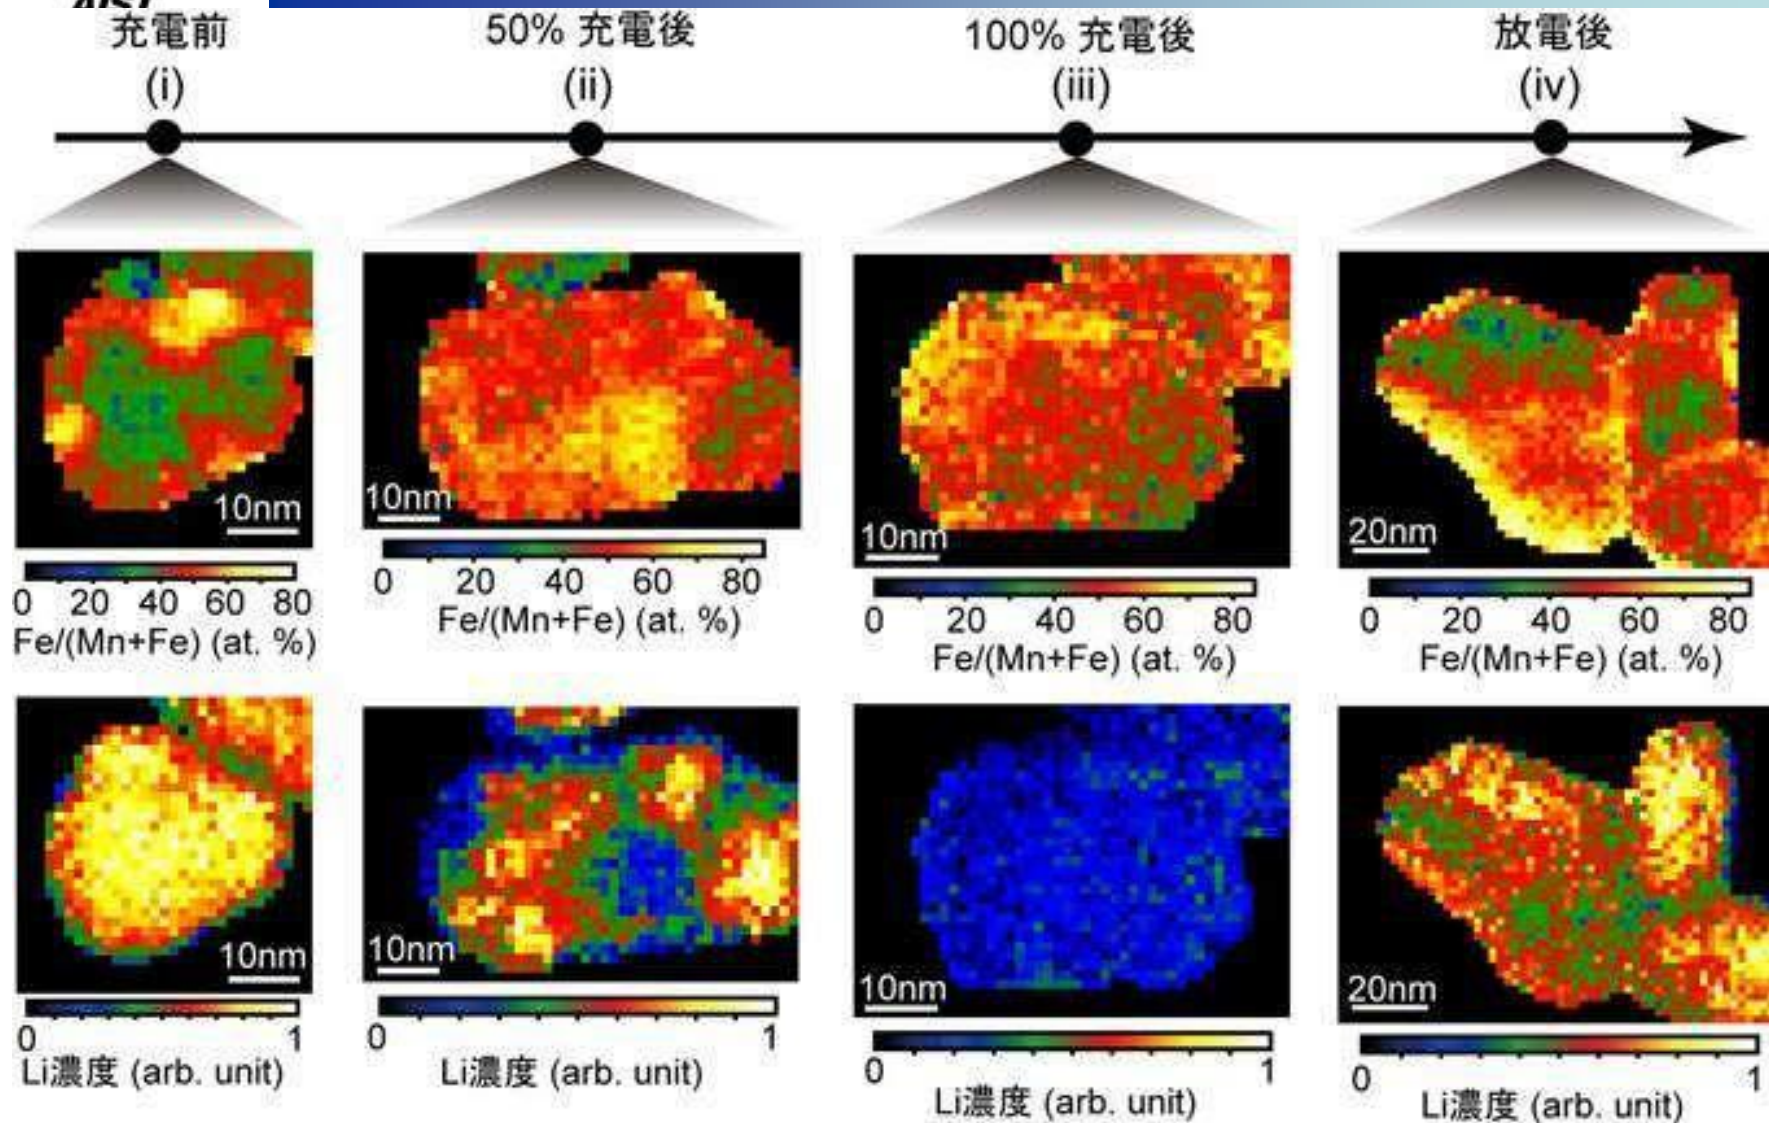 充電前
50% 充電後
100% 充電後
放電後
(i)
(ii)
(iii)
(iv)
10nm
10nm
10nm
20nm
0 20 40 60 80
0 20 40 60 80
0 20 40 60 80
0 20 40 60 80
Fe/(Mn+Fe) (at. %)
Fe/(Mn+Fe) (at. %)
Fe/(Mn+Fe) (at. %)
Fe/(Mn+Fe) (at. %)
10nm
10nm
10nm
20nm
0 1
0 1
0 1
0 1
Li濃度 (arb. unit)
Li濃度 (arb. unit)
Li濃度 (arb. unit)
Li濃度 (arb. unit)